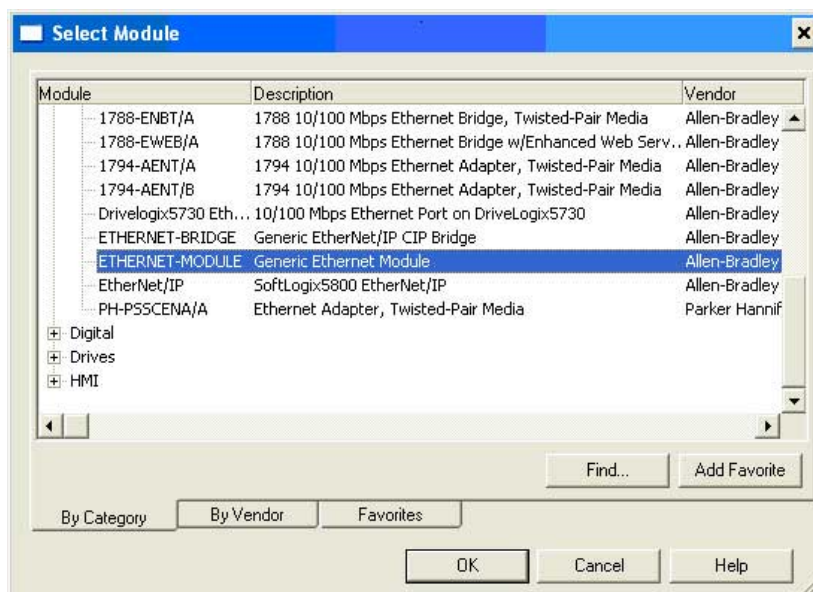 Select Module
Module Description Vendor
1788-ENBT/A 1788 10/100 Mbps Ethernet Bridge, Twisted-Pair Media Allen-Bradley
1788-EWEB/A 1788 10/100 Mbps Ethernet Bridge w/Enhanced Web Serv... Allen-Bradley
1794-AENT/A 1794 10/100 Mbps Ethernet Adapter, Twisted-Pair Media Allen-Bradley
1794-AENT/B 1794 10/100 Mbps Ethernet Adapter, Twisted-Pair Media Allen-Bradley
Drivelogix5730 Eth... 10/100 Mbps Ethernet Port on DriveLogix5730 Allen-Bradley
ETHERNET-BRIDGE Generic EtherNet/IP CIP Bridge Allen-Bradley
ETHERNET-MODULE Generic Ethernet Module Allen-Bradley
EtherNet/IP SoftLogix5800 EtherNet/IP Allen-Bradley
PH-PSSCENA/A Ethernet Adapter, Twisted-Pair Media Parker Hannif
Digital
Drives
HMI
Find... Add Favorite
By Category By Vendor Favorites
OK Cancel Help